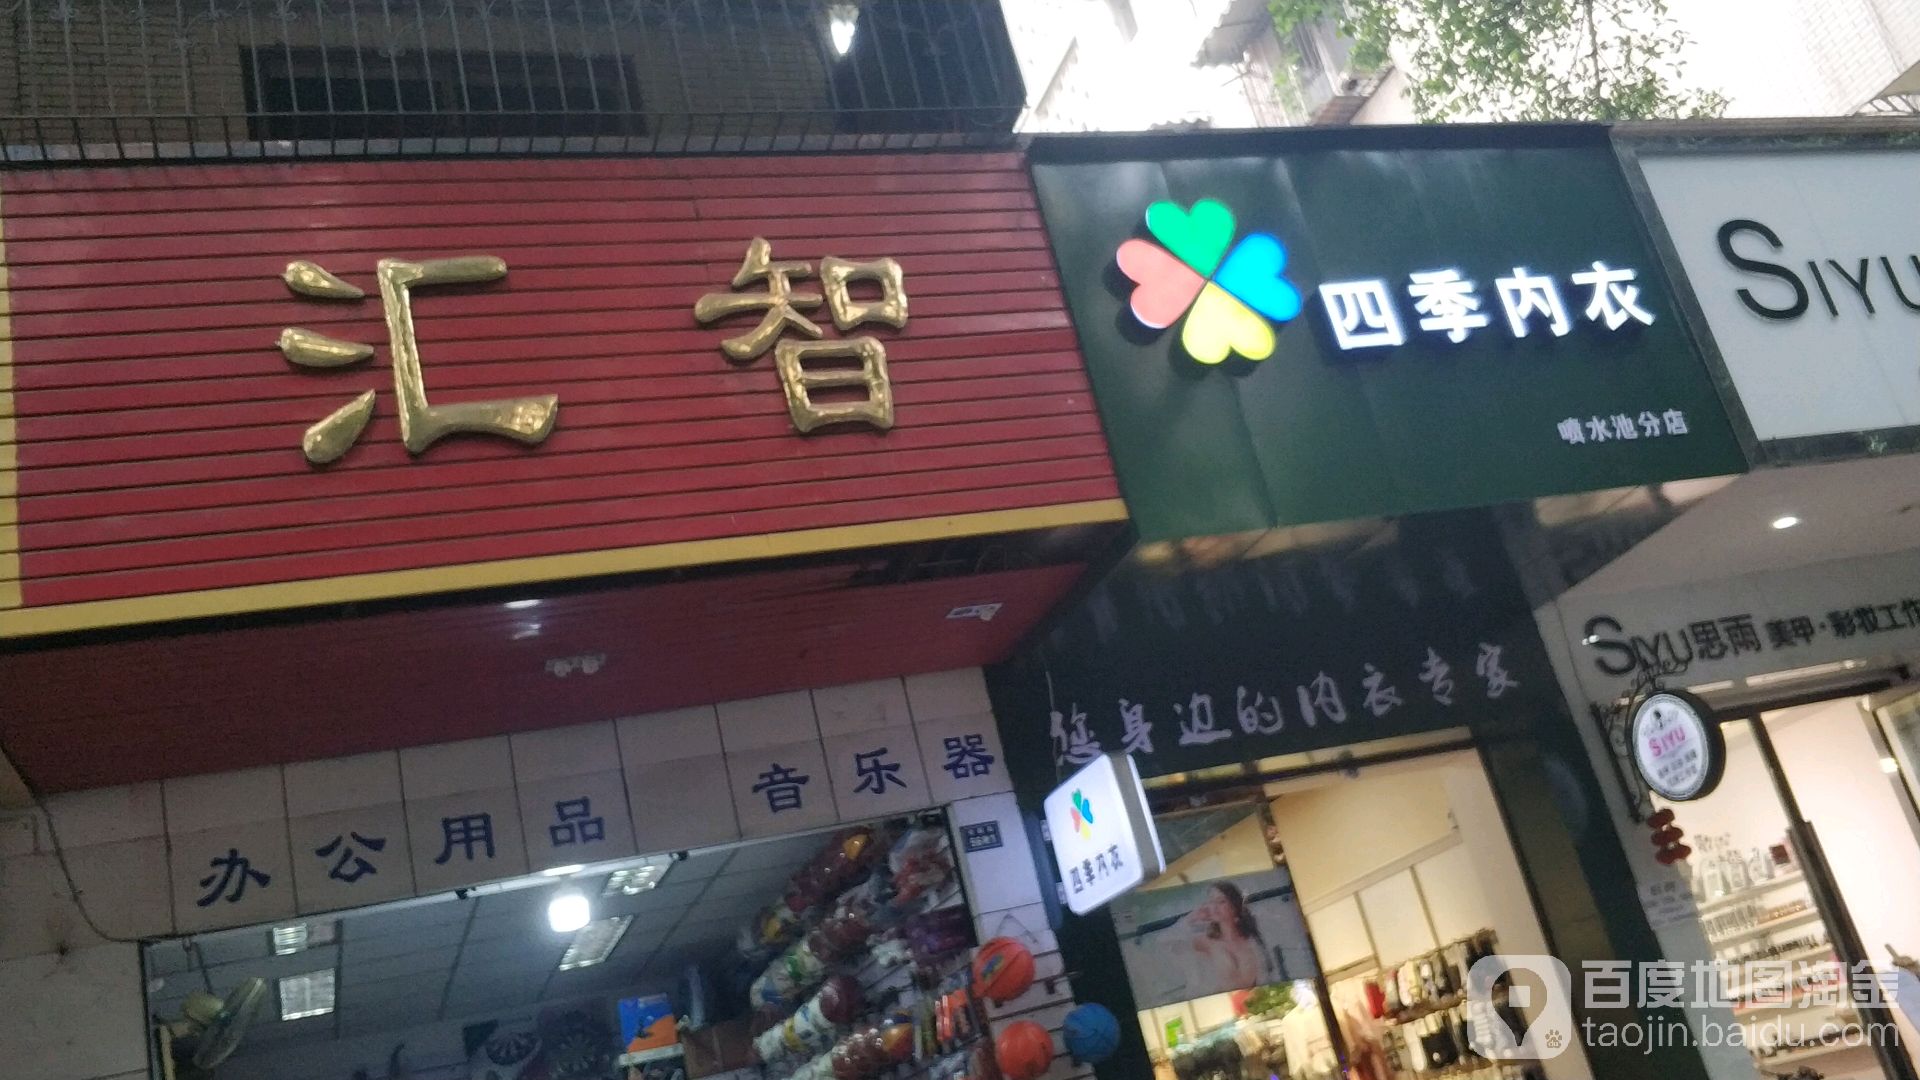 汇智
四季内衣
喷水池分店
SIYU
SIYU思雨 美甲·彩妆工作
您身边的内衣专家
办公用品 音乐器
四季内衣
SIYU
百度地图淘金
taojin.baidu.com